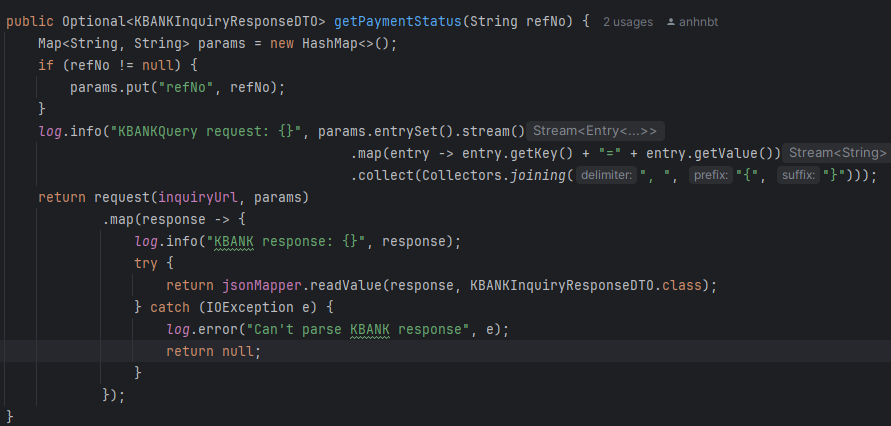 public Optional<KBANKInquiryResponseDTO> getPaymentStatus(String refNo) { 2 usages anhnbt
    Map<String, String> params = new HashMap<>();
    if (refNo != null) {
        params.put("refNo", refNo);
    }
    log.info("KBANKQuery request: {}", params.entrySet().stream() Stream<Entry<...>>
                                           .map(entry -> entry.getKey() + "=" + entry.getValue()) Stream<String>
                                           .collect(Collectors.joining( delimiter: ", ", prefix: "{", suffix: "}")));
    return request(inquiryUrl, params)
            .map(response -> {
                log.info("KBANK response: {}", response);
                try {
                    return jsonMapper.readValue(response, KBANKInquiryResponseDTO.class);
                } catch (IOException e) {
                    log.error("Can't parse KBANK response", e);
                    return null;
                }
            });
}